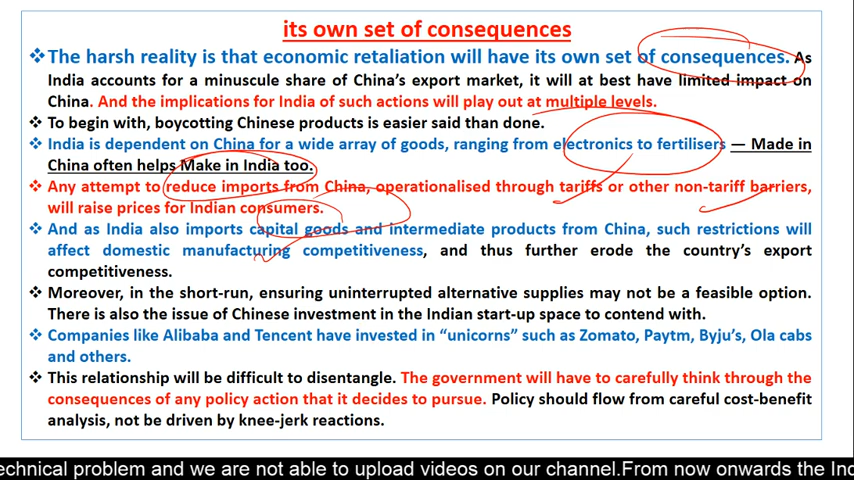 its own set of consequences
❖The harsh reality is that economic retaliation will have its own set of consequences. As
India accounts for a minuscule share of China's export market, it will at best have limited impact on
China. And the implications for India of such actions will play out at multiple levels.
❖To begin with, boycotting Chinese products is easier said than done.
❖India is dependent on China for a wide array of goods, ranging from electronics to fertilisers — Made in
China often helps Make in India too.
❖Any attempt to reduce imports from China, operationalised through tariffs or other non-tariff barriers,
will raise prices for Indian consumers.
❖And as India also imports capital goods and intermediate products from China, such restrictions will
affect domestic manufacturing competitiveness, and thus further erode the country's export
competitiveness.
❖Moreover, in the short-run, ensuring uninterrupted alternative supplies may not be a feasible option.
There is also the issue of Chinese investment in the Indian start-up space to contend with.
❖Companies like Alibaba and Tencent have invested in "unicorns" such as Zomato, Paytm, Byju's, Ola cabs
and others.
❖This relationship will be difficult to disentangle. The government will have to carefully think through the
consequences of any policy action that it decides to pursue. Policy should flow from careful cost-benefit
analysis, not be driven by knee-jerk reactions.
echnical problem and we are not able to upload videos on our channel.From now onwards the Ind